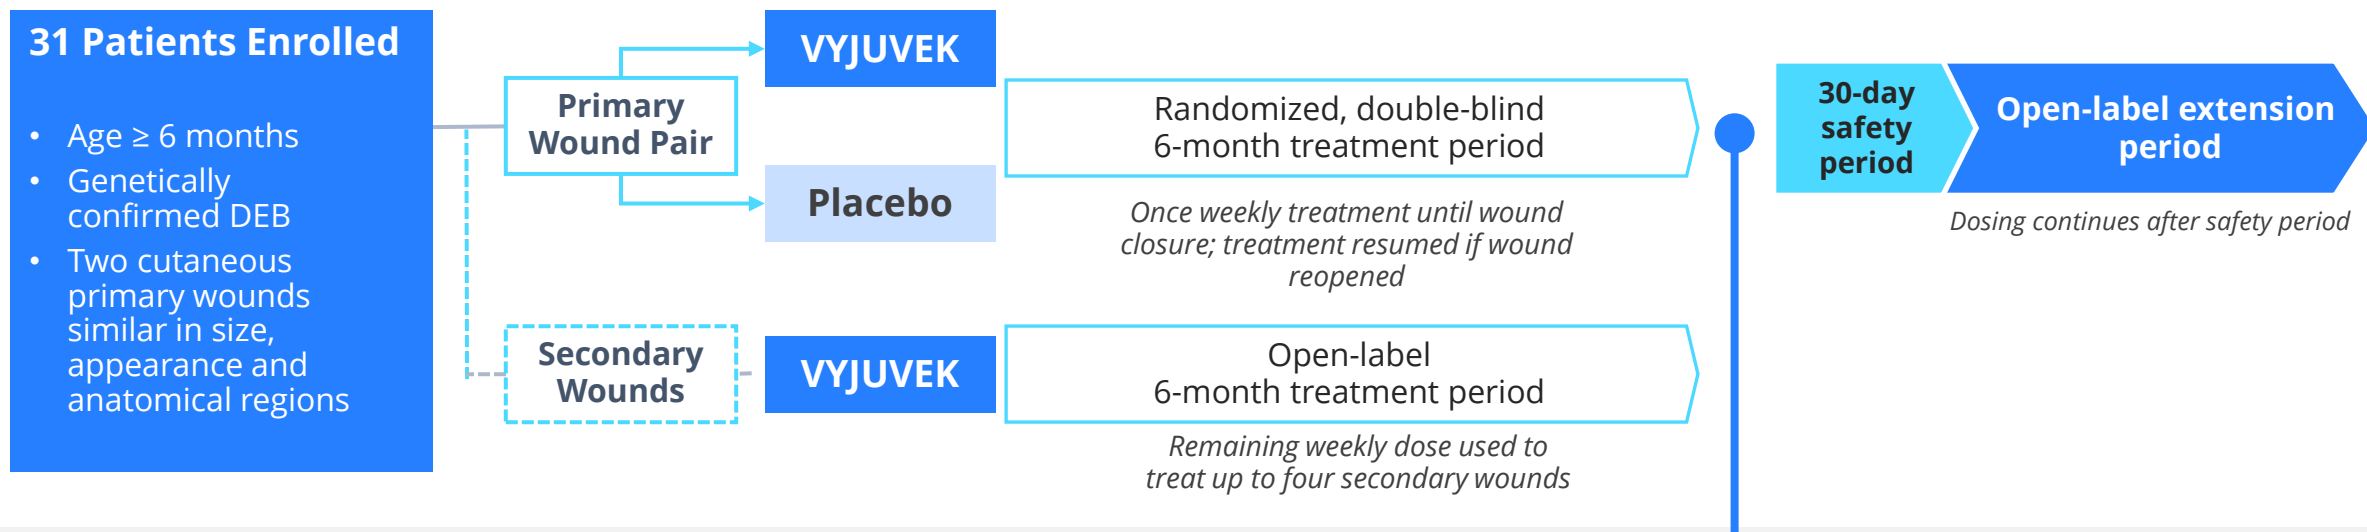 31 Patients Enrolled
• Age ≥ 6 months
• Genetically
confirmed DEB
• Two cutaneous
primary wounds
similar in size,
appearance and
anatomical regions
Primary
Wound Pair
VYJUVEK
Placebo
Randomized, double-blind
6-month treatment period
Once weekly treatment until wound
closure; treatment resumed if wound
reopened
Secondary
Wounds
VYJUVEK
Open-label
6-month treatment period
Remaining weekly dose used to
treat up to four secondary wounds
30-day
safety
period
Open-label extension
period
Dosing continues after safety period